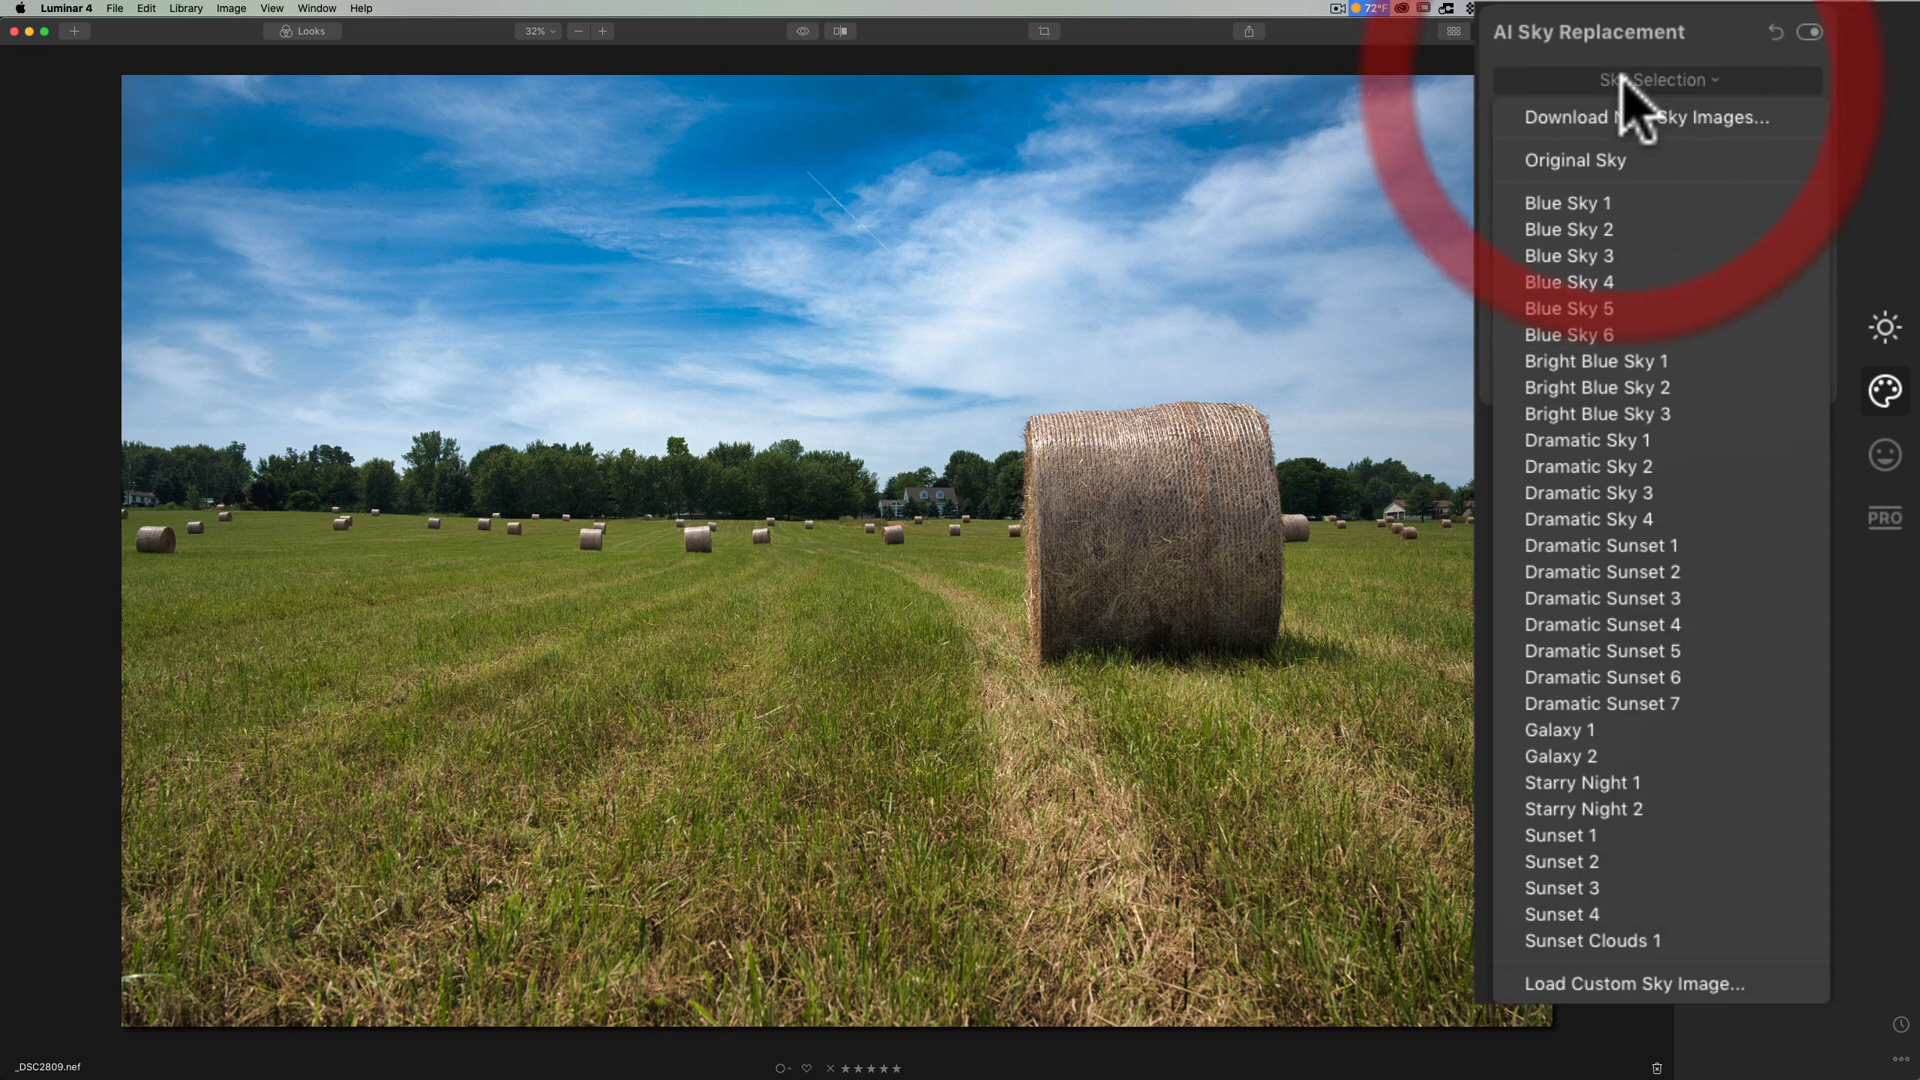 Luminar 4 File Edit Library Image View Window Help
72°F
Looks
32%
AI Sky Replacement
Sky Selection
Download New Sky Images...
Original Sky
Blue Sky 1
Blue Sky 2
Blue Sky 3
Blue Sky 4
Blue Sky 5
Blue Sky 6
Bright Blue Sky 1
Bright Blue Sky 2
Bright Blue Sky 3
Dramatic Sky 1
Dramatic Sky 2
Dramatic Sky 3
Dramatic Sky 4
Dramatic Sunset 1
Dramatic Sunset 2
Dramatic Sunset 3
Dramatic Sunset 4
Dramatic Sunset 5
Dramatic Sunset 6
Dramatic Sunset 7
Galaxy 1
Galaxy 2
Starry Night 1
Starry Night 2
Sunset 1
Sunset 2
Sunset 3
Sunset 4
Sunset Clouds 1
Load Custom Sky Image...
PRO
_DSC2809.nef